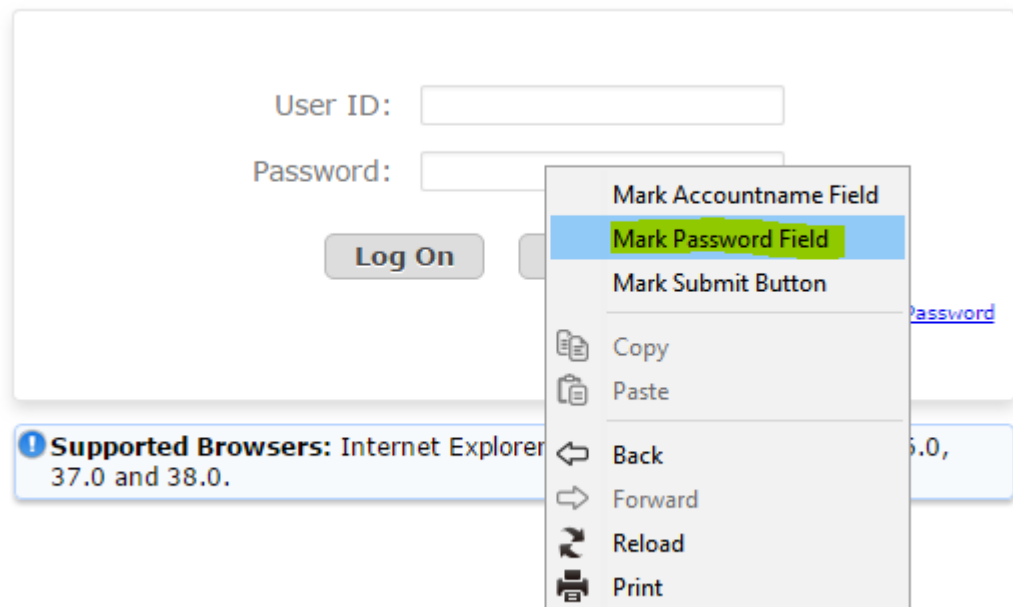 User ID:
Password:
Log On
Mark Accountname Field
Mark Password Field
Mark Submit Button
Password
Copy
Paste
Supported Browsers: Internet Explorer
37.0 and 38.0.
Back
Forward
Reload
Print